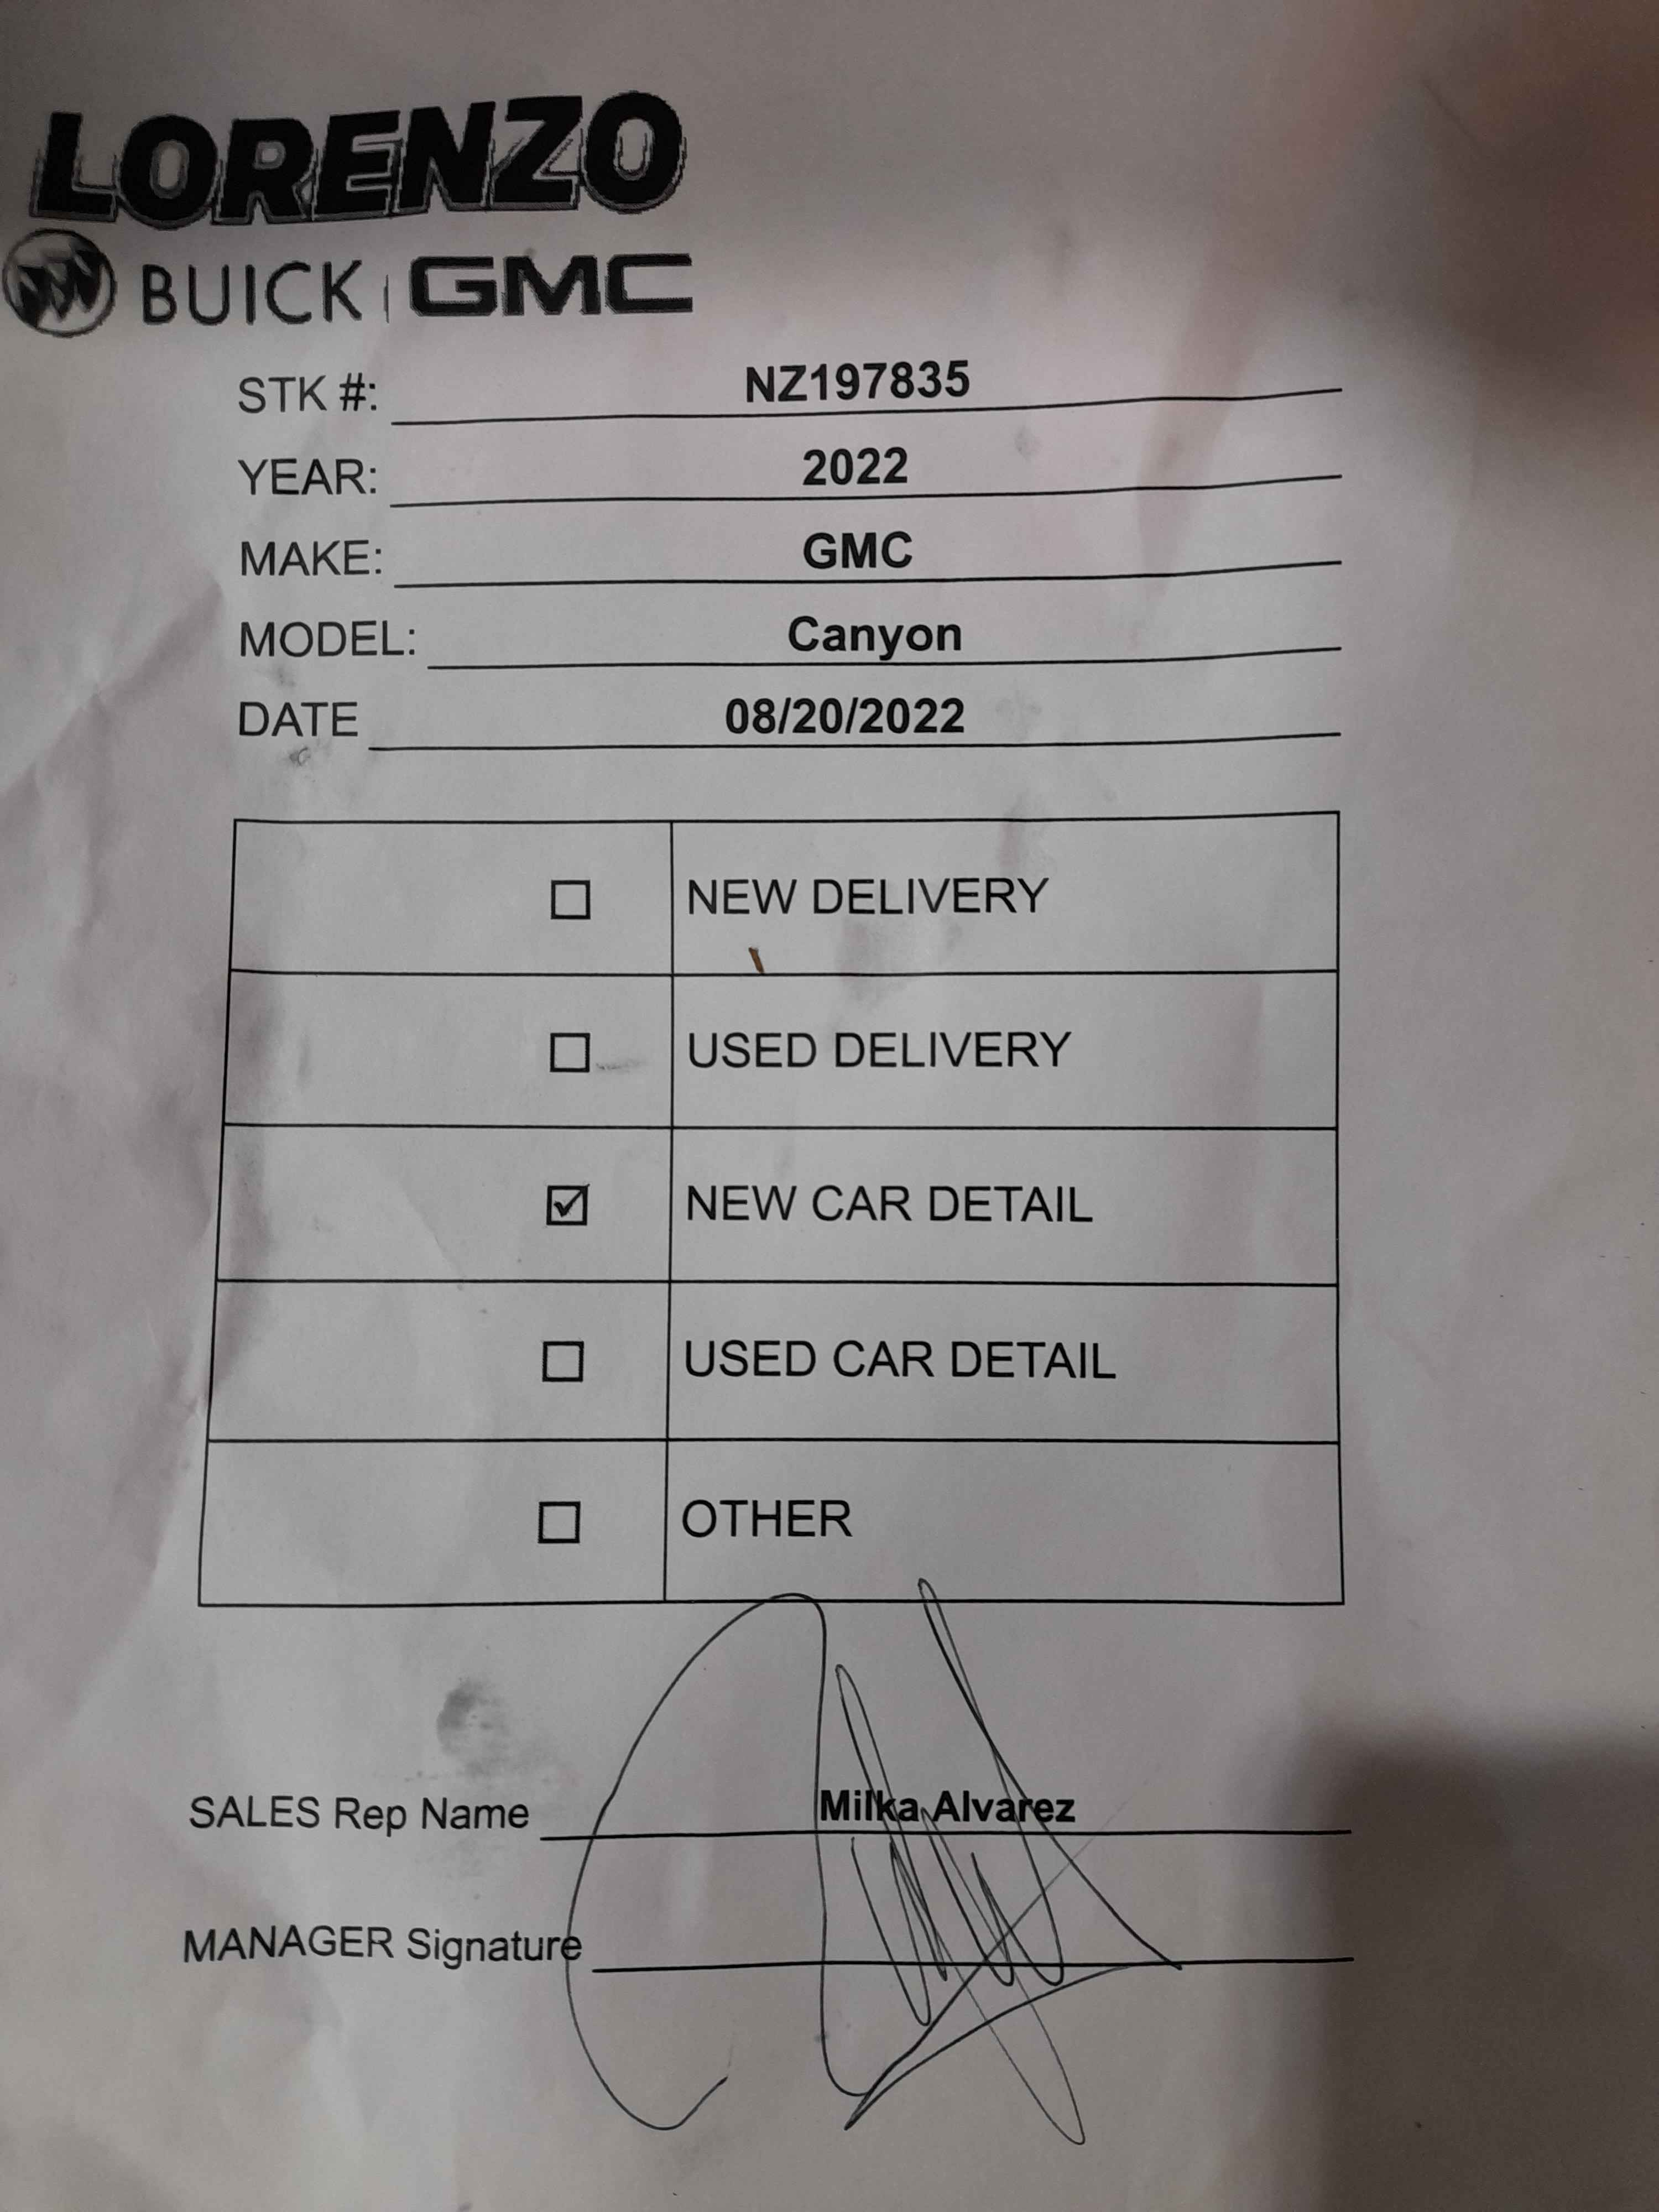 LORENZO
BUICK | GMC
STK #: NZ197835
YEAR: 2022
MAKE: GMC
MODEL: Canyon
DATE 08/20/2022
☐ NEW DELIVERY
☐ USED DELIVERY
☑ NEW CAR DETAIL
☐ USED CAR DETAIL
☐ OTHER
SALES Rep Name Milka Alvarez
MANAGER Signature